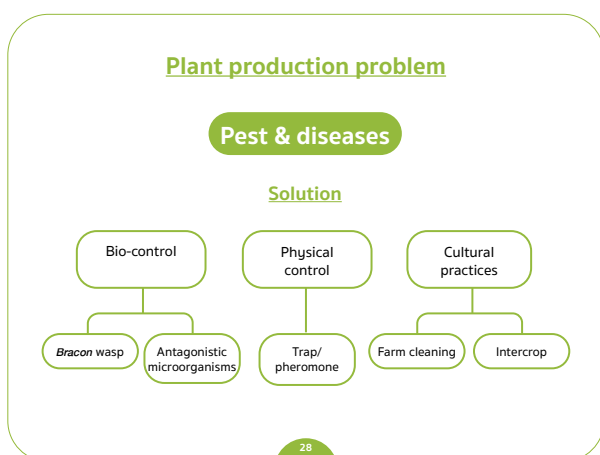 Plant production problem
Pest & diseases
Solution
Bio-control
Physical
control
Cultural
practices
Bracon wasp
Antagonistic
microorganisms
Trap/
pheromone
Farm cleaning
Intercrop
28